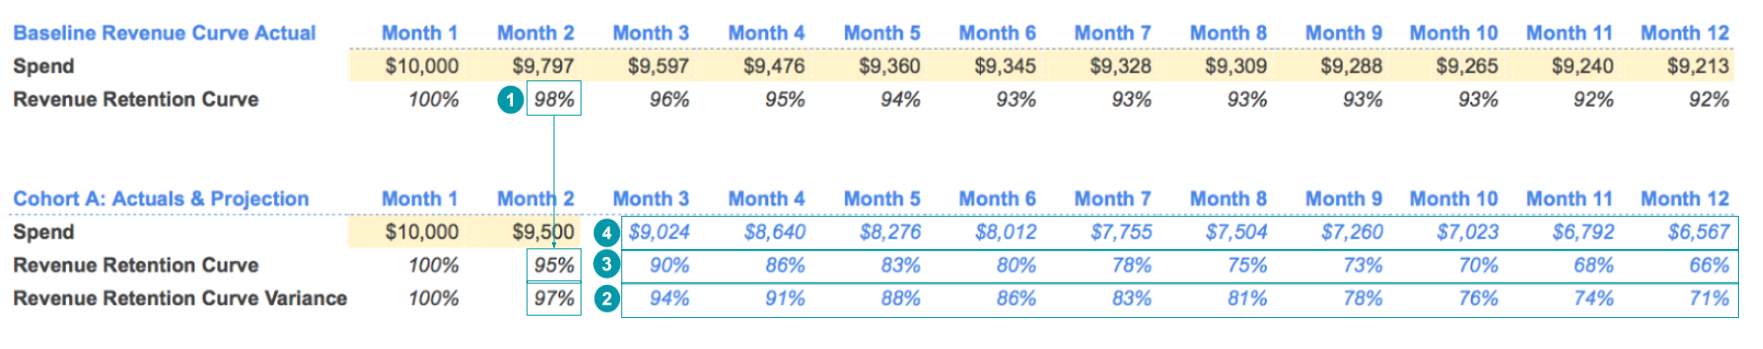 Baseline Revenue Curve Actual Month 1 Month 2 Month 3 Month 4 Month 5 Month 6 Month 7 Month 8 Month 9 Month 10 Month 11 Month 12
Spend $10,000 $9,797 $9,597 $9,476 $9,360 $9,345 $9,328 $9,309 $9,288 $9,265 $9,240 $9,213
Revenue Retention Curve 100% 1 98% 96% 95% 94% 93% 93% 93% 93% 93% 92% 92%
Cohort A: Actuals & Projection Month 1 Month 2 Month 3 Month 4 Month 5 Month 6 Month 7 Month 8 Month 9 Month 10 Month 11 Month 12
Spend $10,000 $9,500 4 $9,024 $8,640 $8,276 $8,012 $7,755 $7,504 $7,260 $7,023 $6,792 $6,567
Revenue Retention Curve 100% 95% 3 90% 86% 83% 80% 78% 75% 73% 70% 68% 66%
Revenue Retention Curve Variance 100% 97% 2 94% 91% 88% 86% 83% 81% 78% 76% 74% 71%